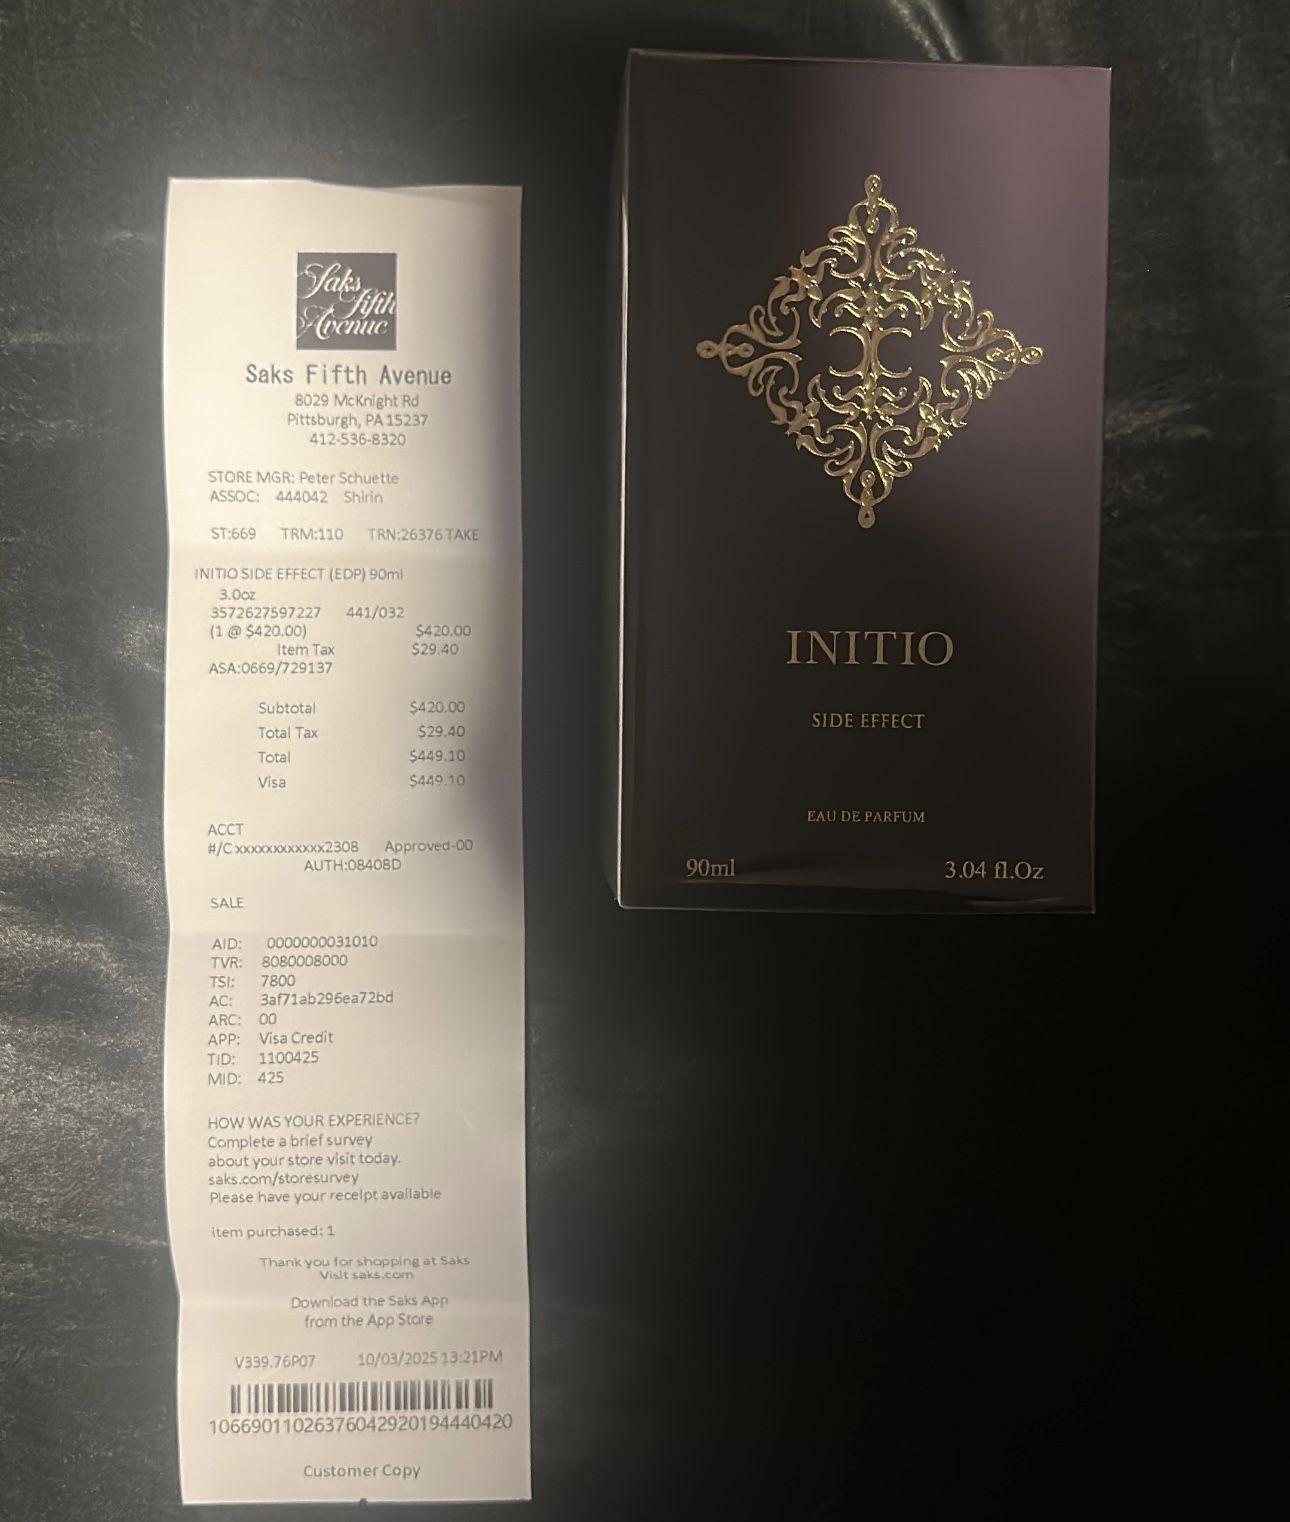 Saks
fifth
Avenue
Saks Fifth Avenue
8029 McKnight Rd
Pittsburgh, PA 15237
412-536-8320
STORE MGR: Peter Schuette
ASSOC: 444042 Shirin
ST:669 TRM:110 TRN:26376 TAKE
INITIO SIDE EFFECT (EDP) 90ml
3.0oz
3572627597227 441/032
(1 @ $420.00) $420.00
Item Tax $29.40
ASA:0669/729137
Subtotal $420.00
Total Tax $29.40
Total $449.10
Visa $449.10
ACCT
#/C xxxxxxxxxxxx2308 Approved-00
AUTH:08408D
SALE
AID: 0000000031010
TVR: 8080008000
TSI: 7800
AC: 3af71ab296ea72bd
ARC: 00
APP: Visa Credit
TID: 1100425
MID: 425
HOW WAS YOUR EXPERIENCE?
Complete a brief survey
about your store visit today.
saks.com/storesurvey
Please have your receipt available
item purchased: 1
Thank you for shopping at Saks
Visit saks.com
Download the Saks App
from the App Store
V339.76P07 10/03/2025 13:21PM
10669011026376042920194440420
Customer Copy
INITIO
SIDE EFFECT
EAU DE PARFUM
90ml 3.04 fl.Oz